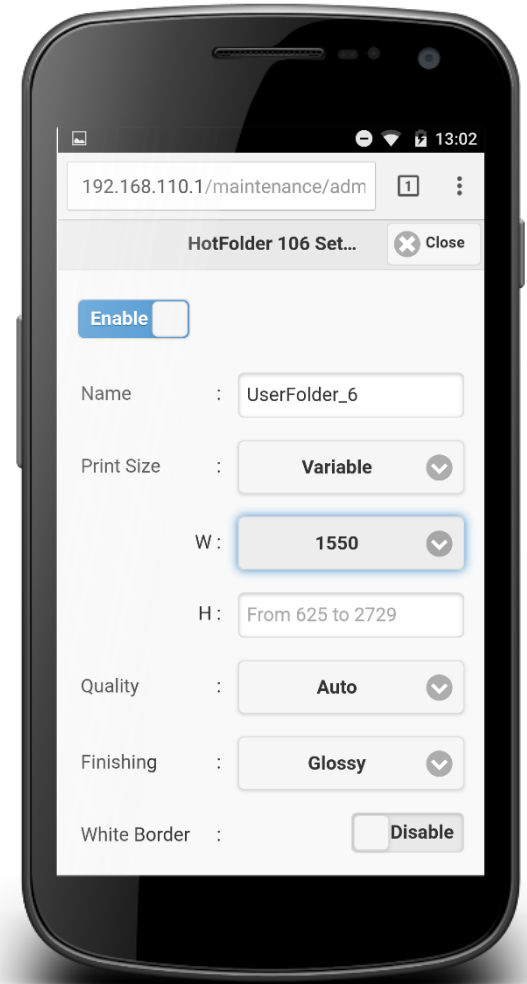 13:02
192.168.110.1/maintenance/adm
1
HotFolder 106 Set...
Close
Enable
Name : UserFolder_6
Print Size : Variable
W : 1550
H : From 625 to 2729
Quality : Auto
Finishing : Glossy
White Border : Disable